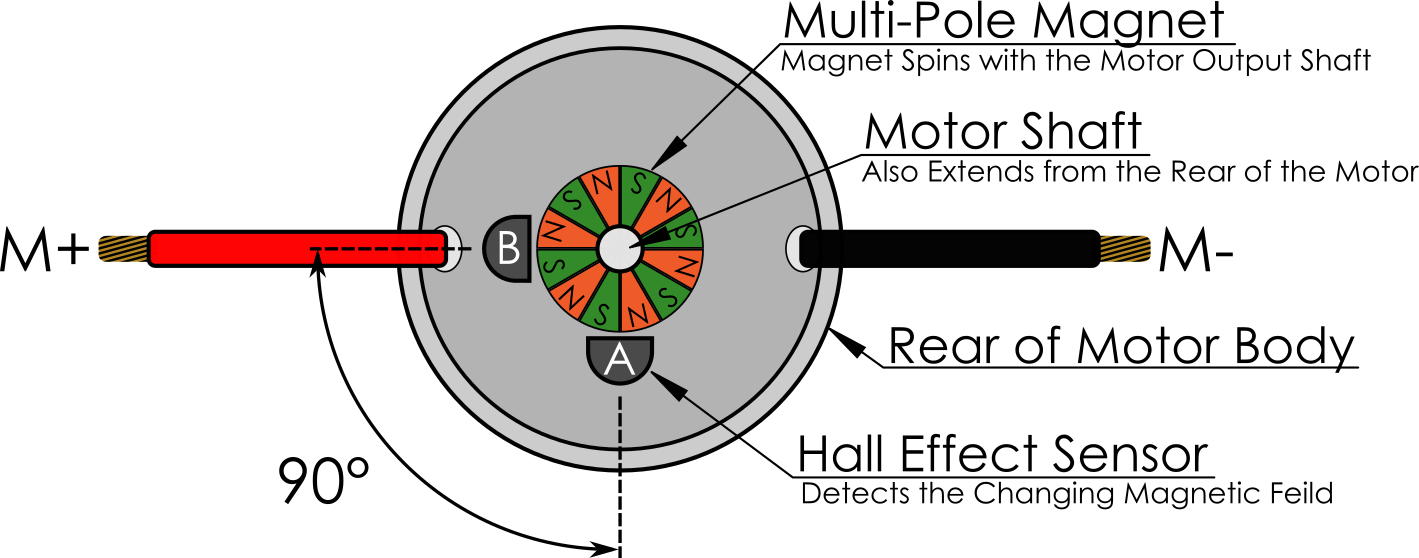 Multi-Pole Magnet
Magnet Spins with the Motor Output Shaft
Motor Shaft
Also Extends from the Rear of the Motor
S
N
N
S
S
N
M+
B
N
S
M-
S
N
N
S
S
N
A
Rear of Motor Body
Hall Effect Sensor
Detects the Changing Magnetic Feild
90°